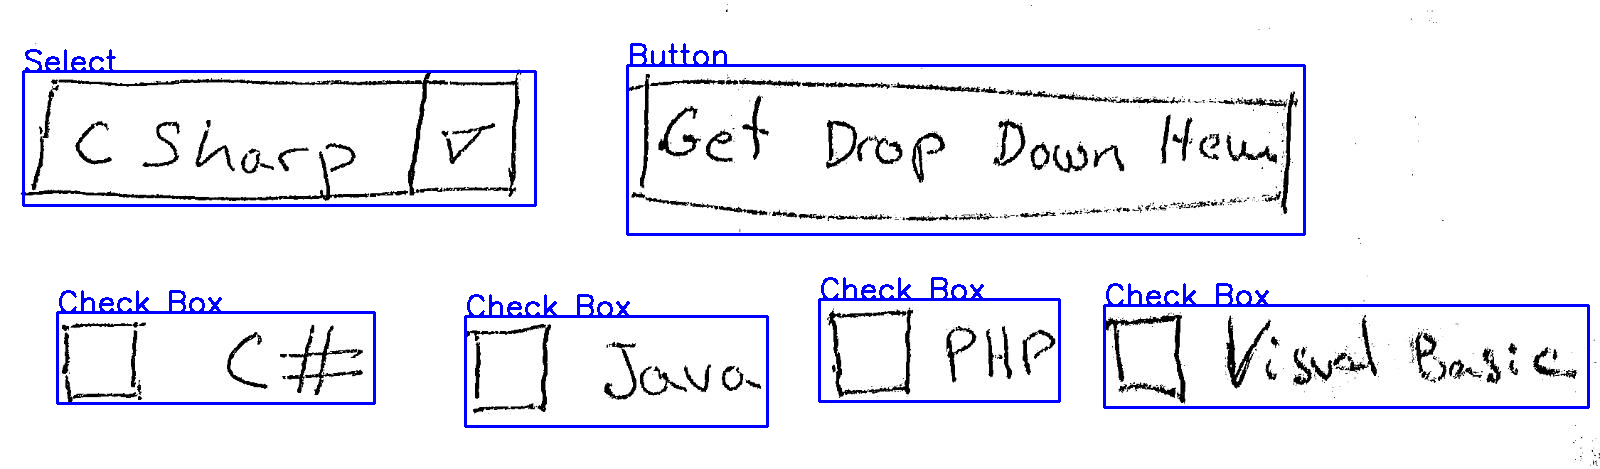 Select Button
C Sharp Get Drop Down Item
Check Box Check Box Check Box Check Box
C# Java PHP Visual Basic